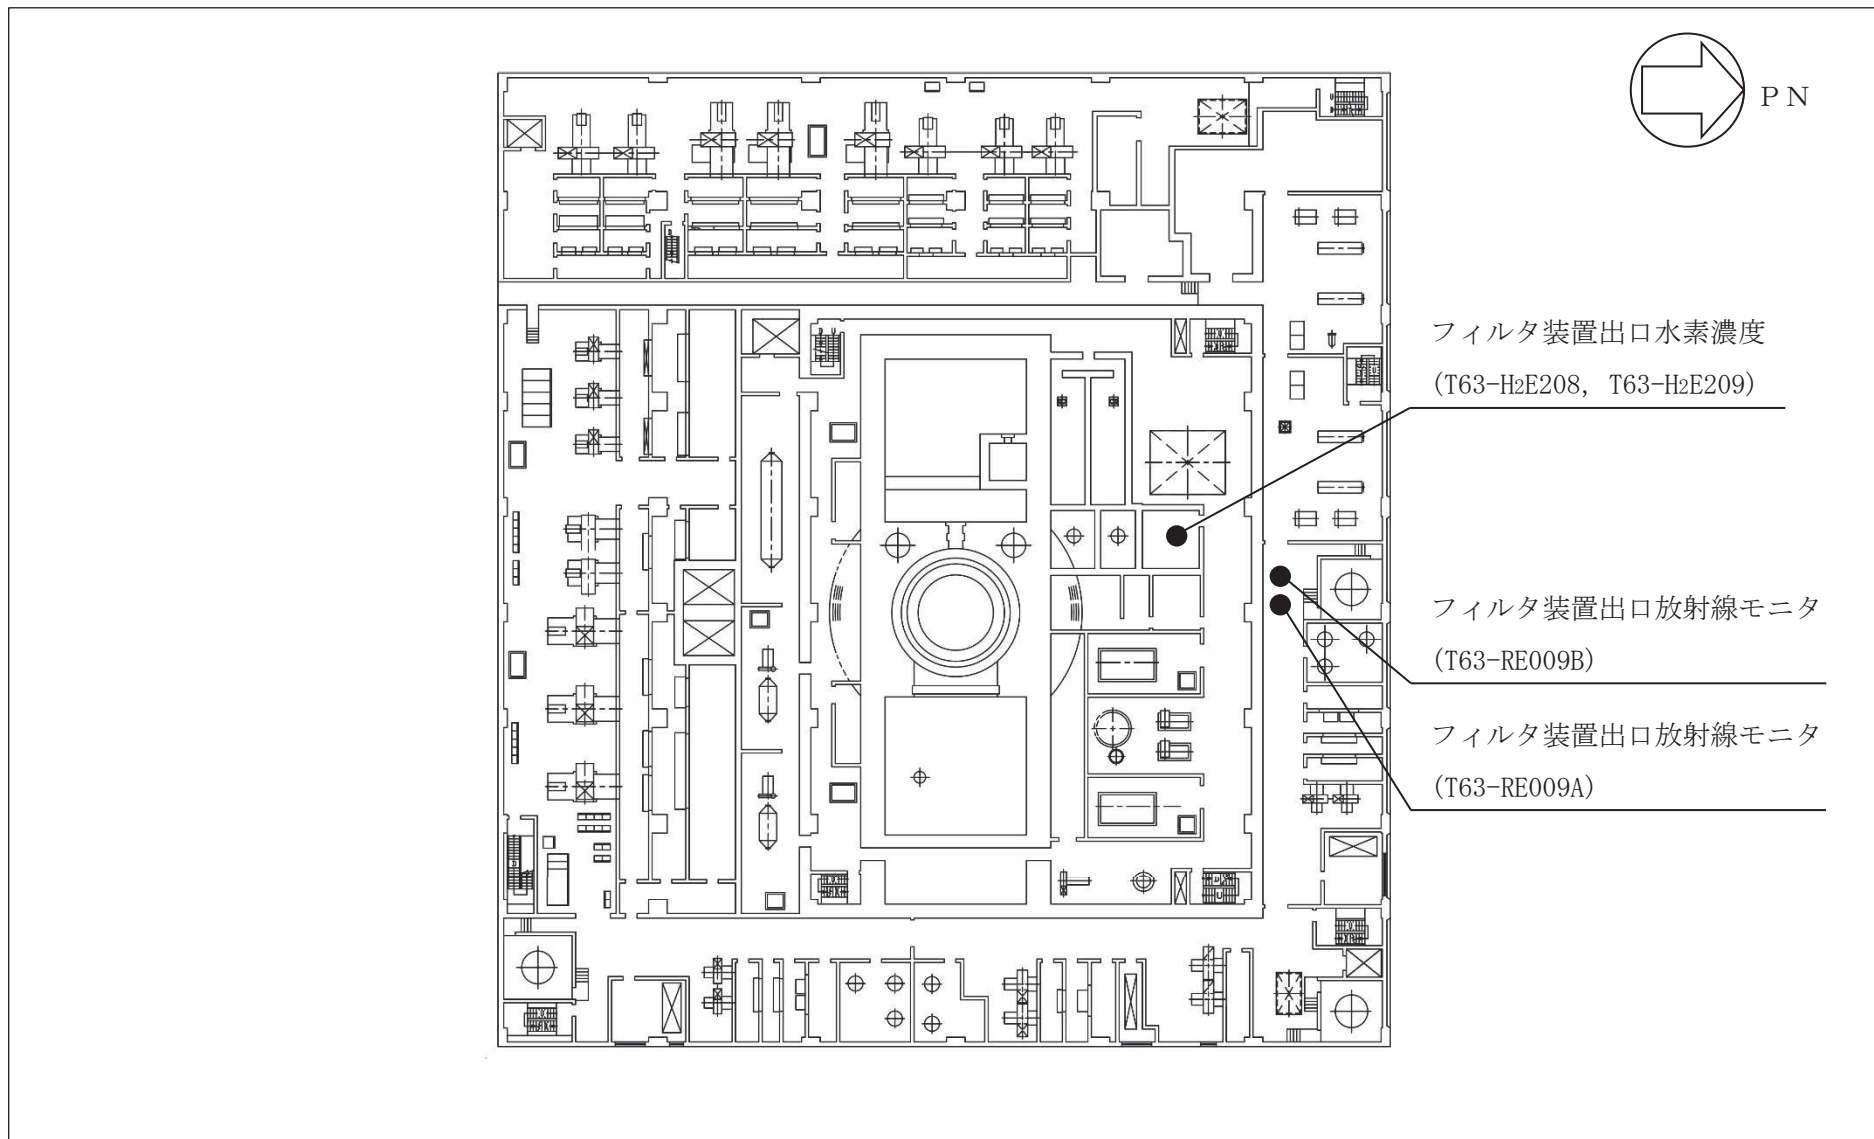 ＰＮ
フィルタ装置出口水素濃度
(T63-H2E208, T63-H2E209)
フィルタ装置出口放射線モニタ
(T63-RE009B)
フィルタ装置出口放射線モニタ
(T63-RE009A)